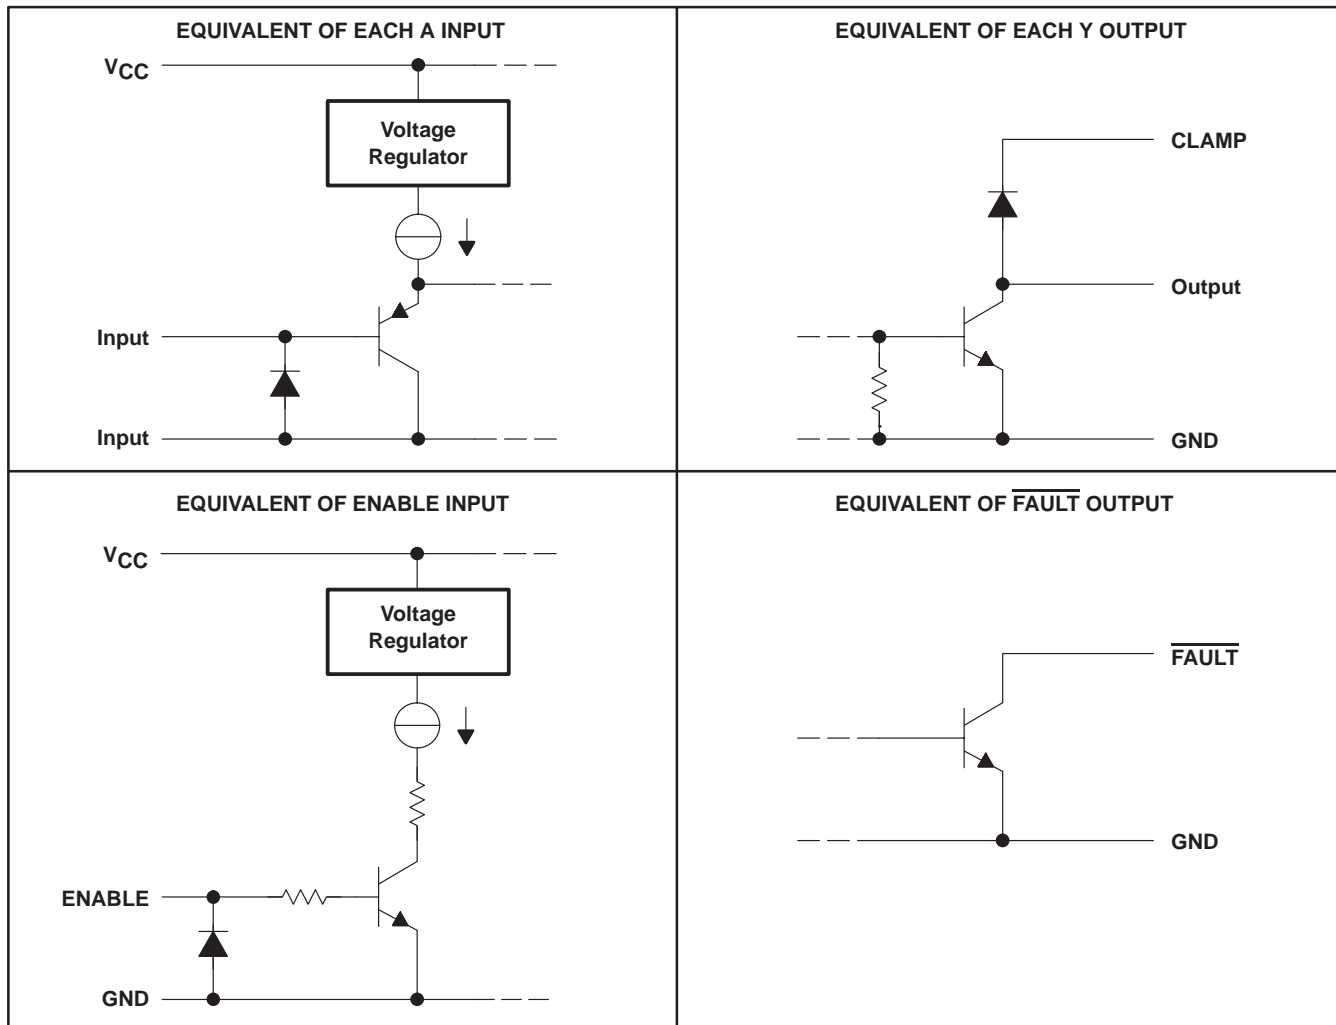 EQUIVALENT OF EACH A INPUT
VCC
Voltage
Regulator
Input
Input
EQUIVALENT OF EACH Y OUTPUT
CLAMP
Output
GND
EQUIVALENT OF ENABLE INPUT
VCC
Voltage
Regulator
ENABLE
GND
EQUIVALENT OF FAULT OUTPUT
FAULT
GND